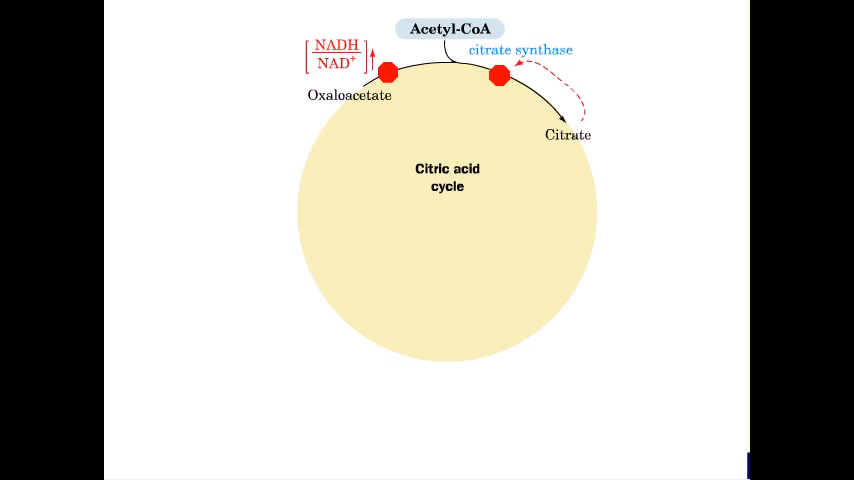 Acetyl-CoA
[NADH
NAD⁺]↑
citrate synthase
Oxaloacetate
Citrate
Citric acid
cycle